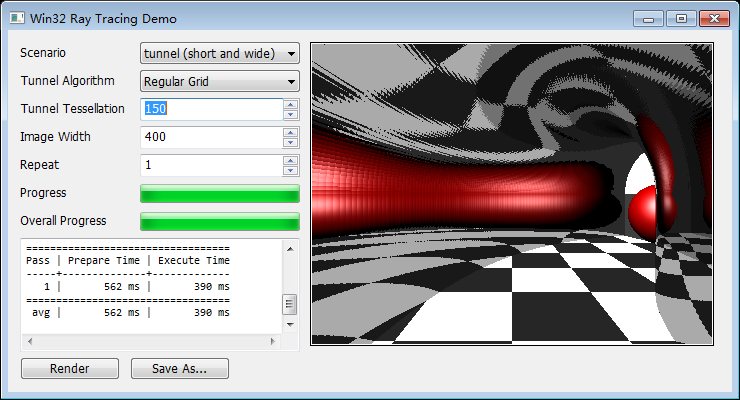 Win32 Ray Tracing Demo
Scenario tunnel (short and wide)
Tunnel Algorithm Regular Grid
Tunnel Tessellation 150
Image Width 400
Repeat 1
Progress
Overall Progress
==================================
Pass | Prepare Time | Execute Time
-----+--------------+-------------
1 | 562 ms | 390 ms
==================================
avg | 562 ms | 390 ms
Render Save As...